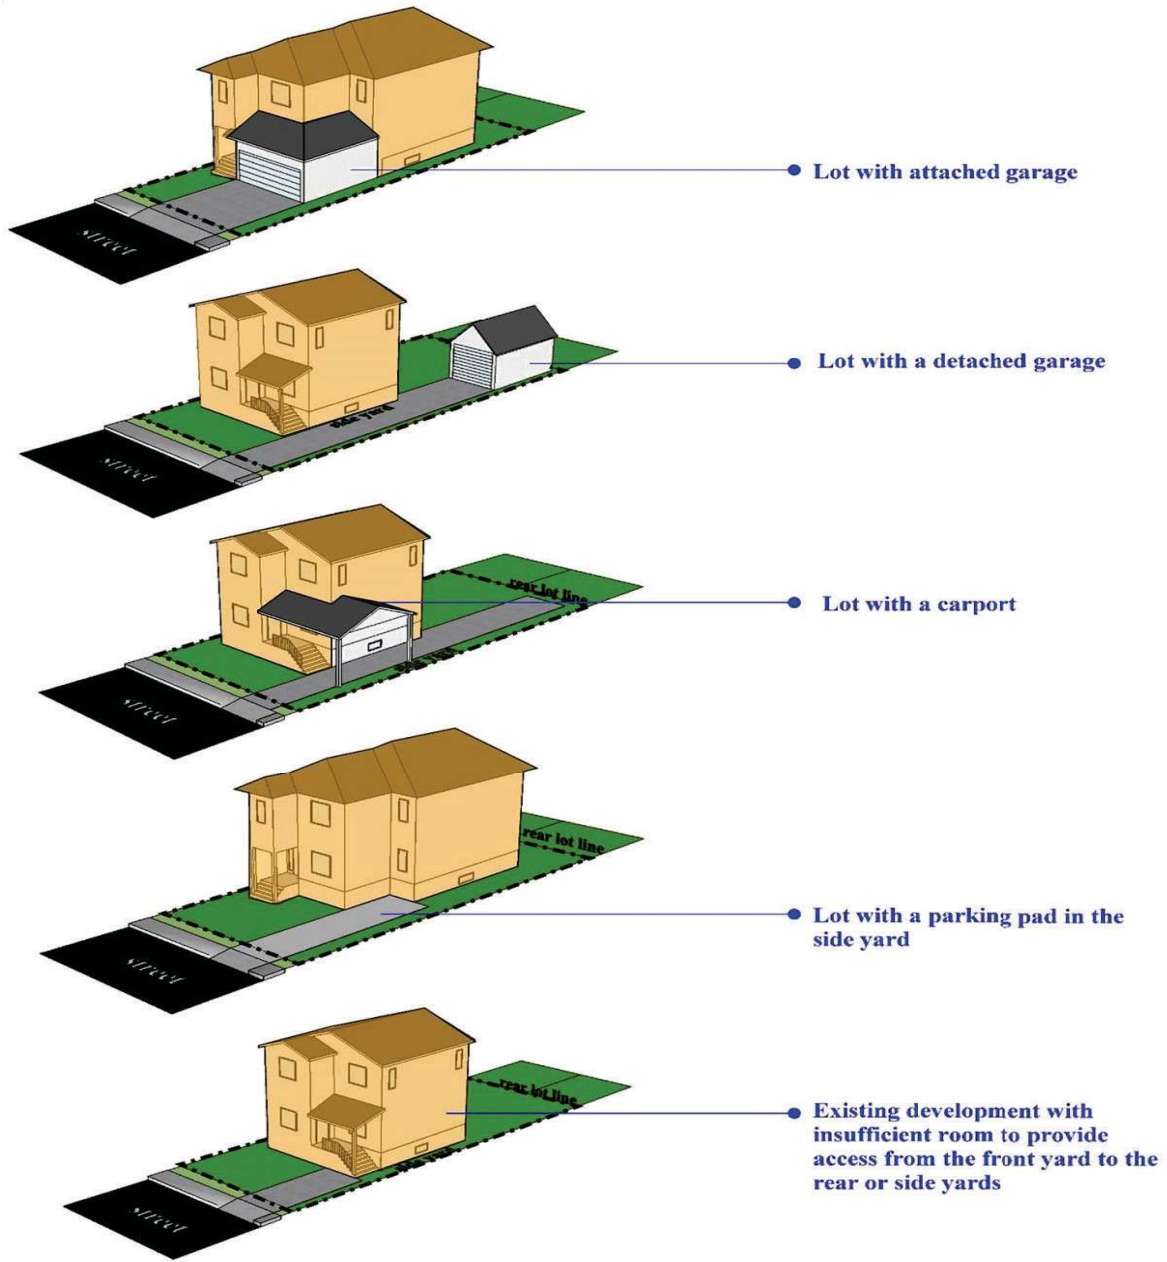 street
Lot with attached garage
side yard
street
Lot with a detached garage
rear lot line
street
Lot with a carport
rear lot line
street
Lot with a parking pad in the
side yard
rear lot line
street
Existing development with
insufficient room to provide
access from the front yard to the
rear or side yards